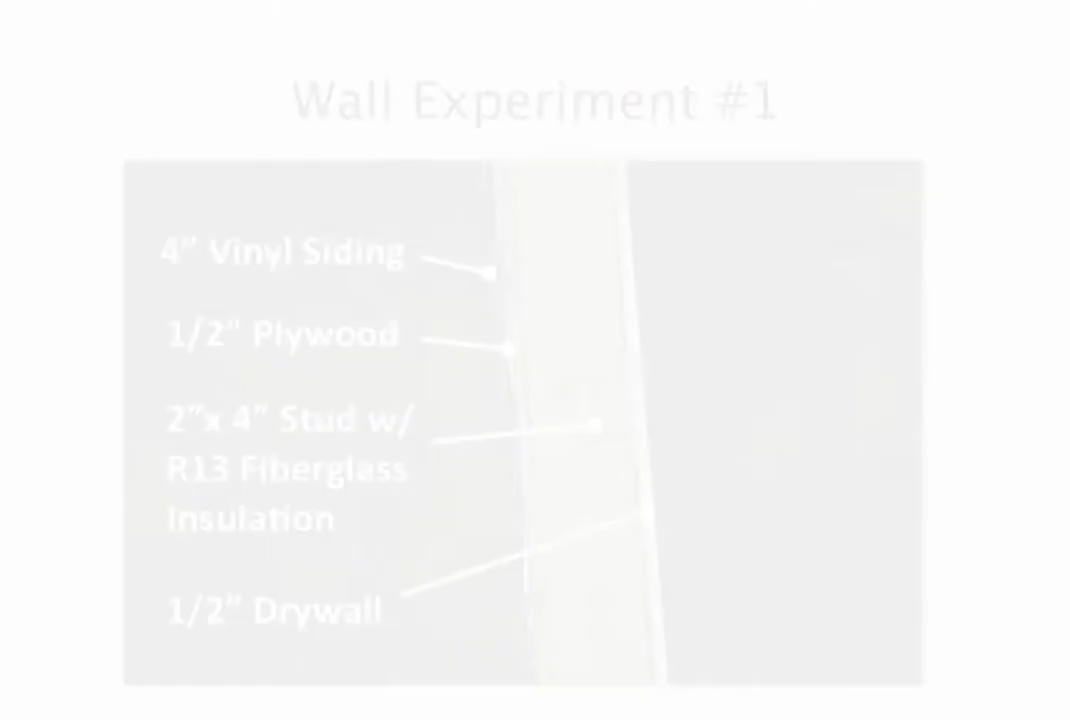 Wall Experiment #1
4" Vinyl Siding
1/2" Plywood
2"x 4" Stud w/
R13 Fiberglass
Insulation
1/2" Drywall